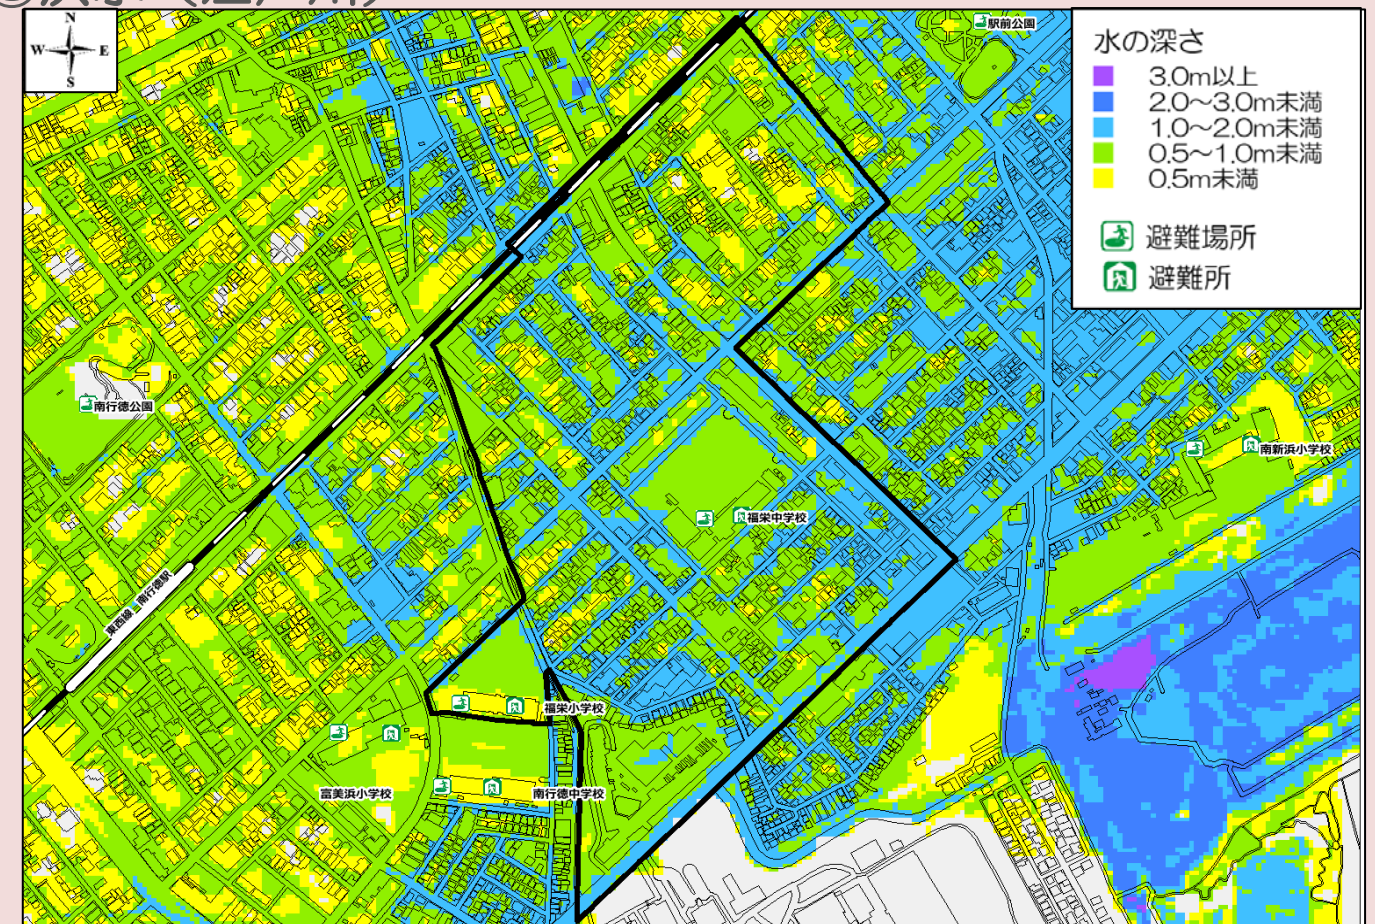 N
W E
S
駅前公園
水の深さ
3.0m以上
2.0～3.0m未満
1.0～2.0m未満
0.5～1.0m未満
0.5m未満
避難場所
避難所
南行徳公園
南新浜小学校
福栄中学校
東西線 南行徳駅
福栄小学校
富美浜小学校
南行徳中学校